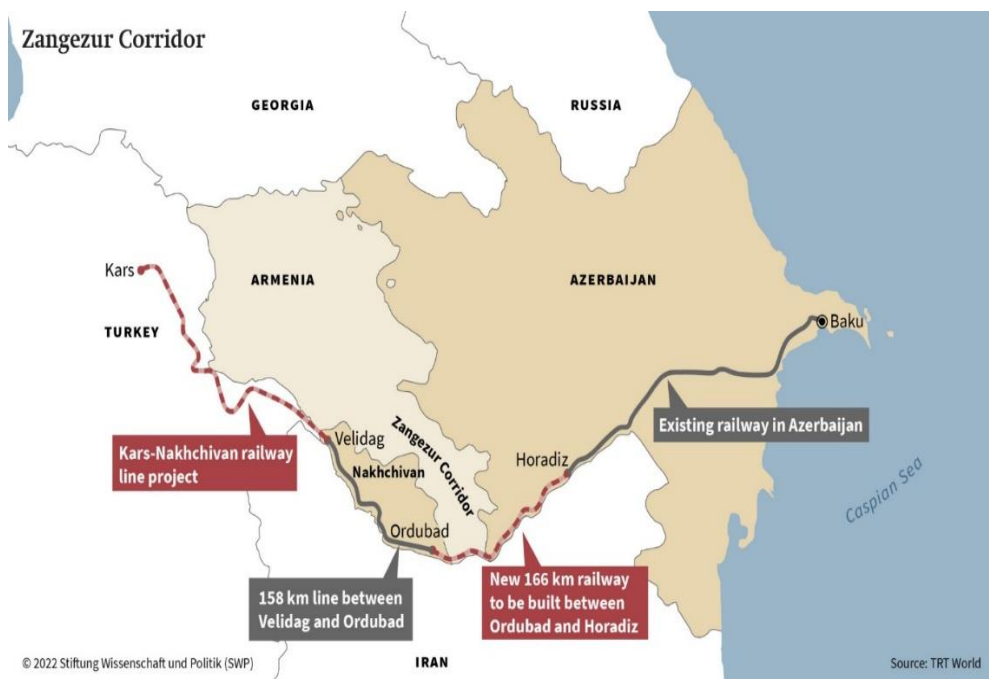 Zangezur Corridor
GEORGIA
RUSSIA
Kars
ARMENIA
AZERBAIJAN
TURKEY
Baku
Existing railway in Azerbaijan
Kars-Nakhchivan railway
line project
Velidag
Nakhchivan
Zangezur Corridor
Horadiz
Caspian Sea
Ordubad
158 km line between
Velidag and Ordubad
New 166 km railway
to be built between
Ordubad and Horadiz
© 2022 Stiftung Wissenschaft und Politik (SWP)
IRAN
Source: TRT World